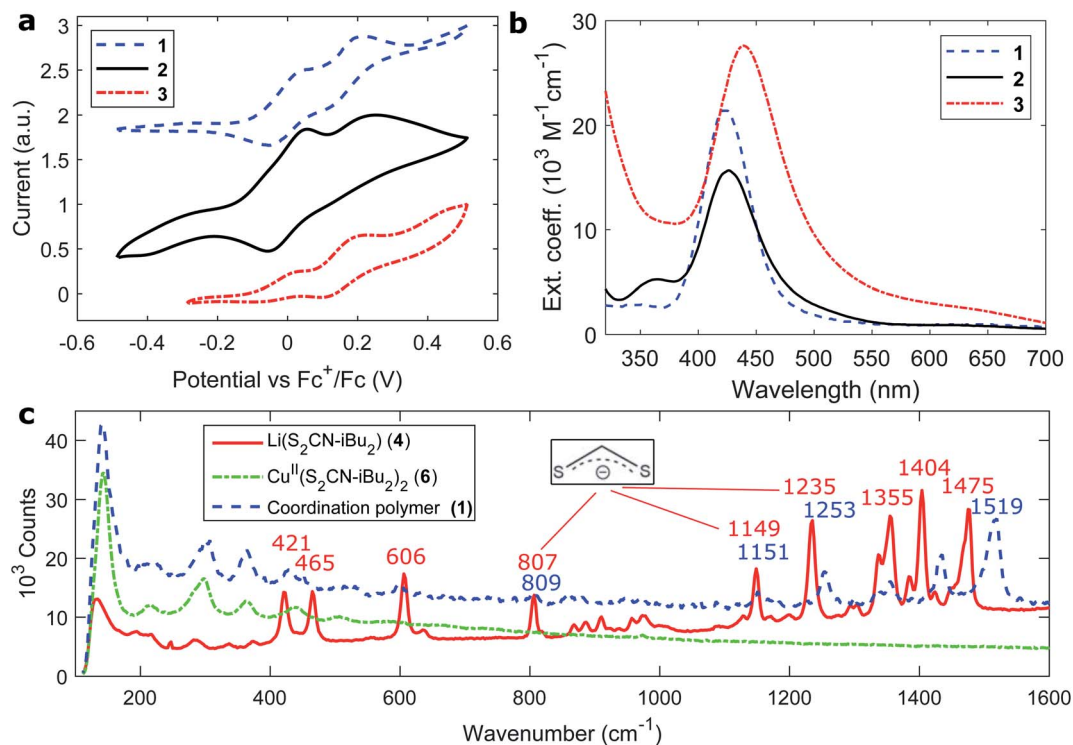 a
1
2
3
Current (a.u.)
3
2.5
2
1.5
1
0.5
0
-0.6 -0.4 -0.2 0 0.2 0.4 0.6
Potential vs Fc⁺/Fc (V)
b
1
2
3
Ext. coeff. (10³ M⁻¹cm⁻¹)
30
20
10
0
350 400 450 500 550 600 650 700
Wavelength (nm)
c
Li(S₂CN-iBu₂) (4)
Cuᴵᴵ(S₂CN-iBu₂)₂ (6)
Coordination polymer (1)
S S
10³ Counts
40
30
20
10
0
421
465
606
807
809
1149
1151
1235
1253
1355
1404
1475
1519
200 400 600 800 1000 1200 1400 1600
Wavenumber (cm⁻¹)